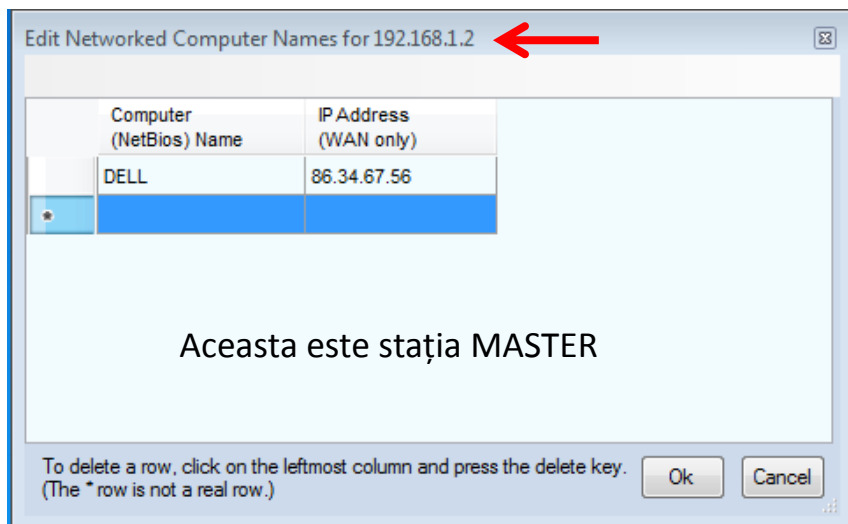 Edit Networked Computer Names for 192.168.1.2
Computer (NetBios) Name
IP Address (WAN only)
DELL 86.34.67.56
*
Aceasta este stația MASTER
To delete a row, click on the leftmost column and press the delete key.
(The * row is not a real row.)
Ok Cancel